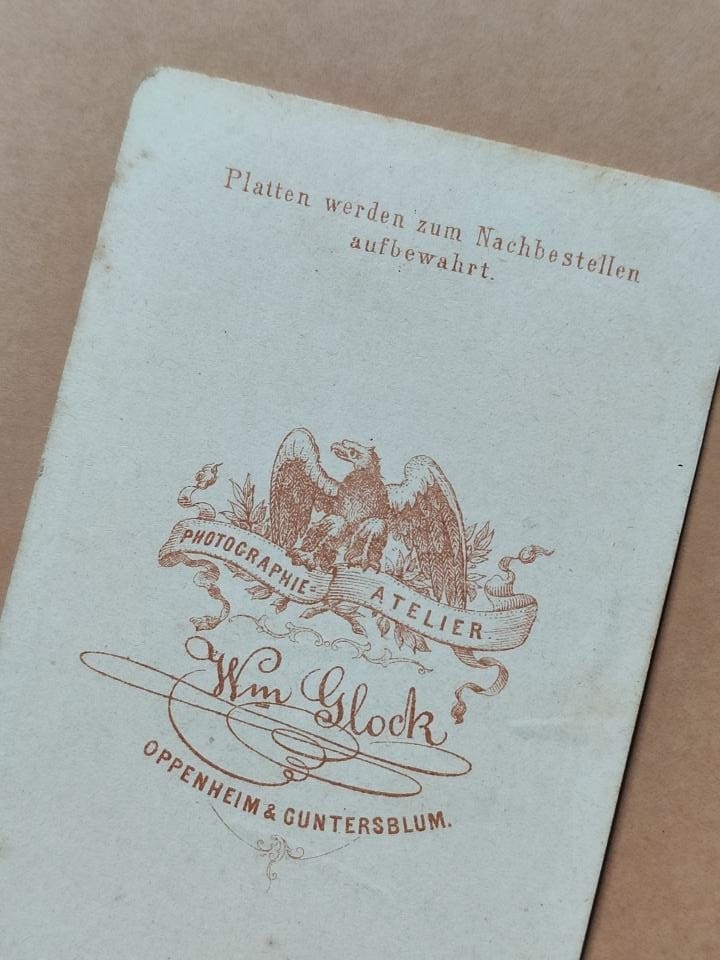 Platten werden zum Nachbestellen
aufbewahrt.
PHOTOGRAPHIE=
ATELIER.
Wm Glock
OPPENHEIM & GUNTERSBLUM.